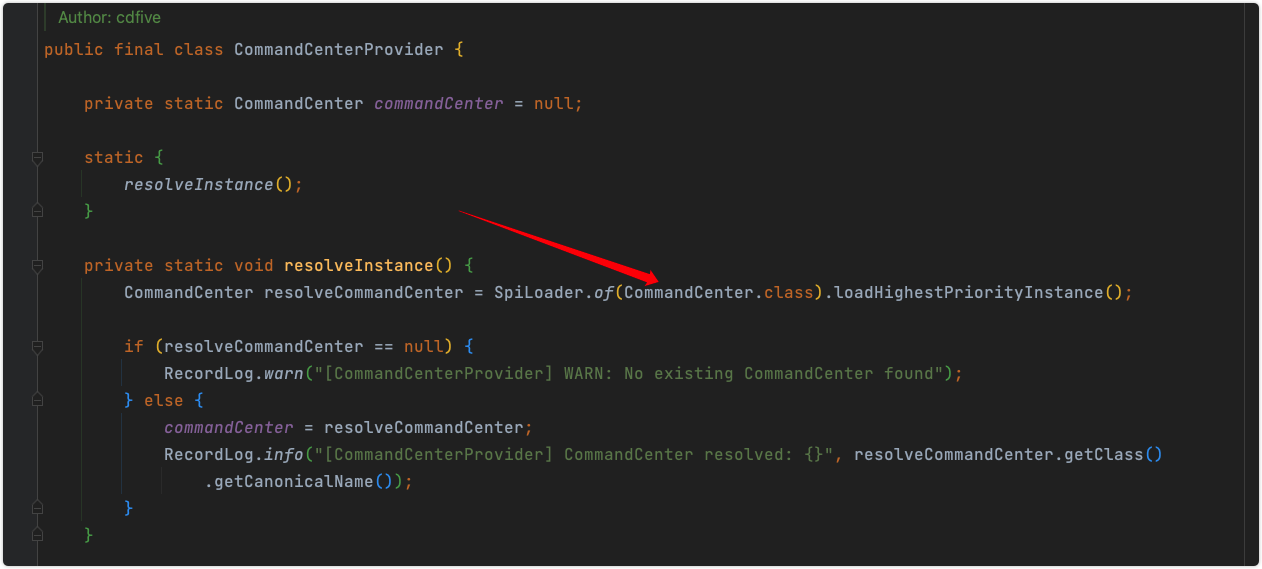 Author: cdfive
public final class CommandCenterProvider {
private static CommandCenter commandCenter = null;
static {
resolveInstance();
}
private static void resolveInstance() {
CommandCenter resolveCommandCenter = SpiLoader.of(CommandCenter.class).loadHighestPriorityInstance();
if (resolveCommandCenter == null) {
RecordLog.warn("[CommandCenterProvider] WARN: No existing CommandCenter found");
} else {
commandCenter = resolveCommandCenter;
RecordLog.info("[CommandCenterProvider] CommandCenter resolved: {}", resolveCommandCenter.getClass()
.getCanonicalName());
}
}